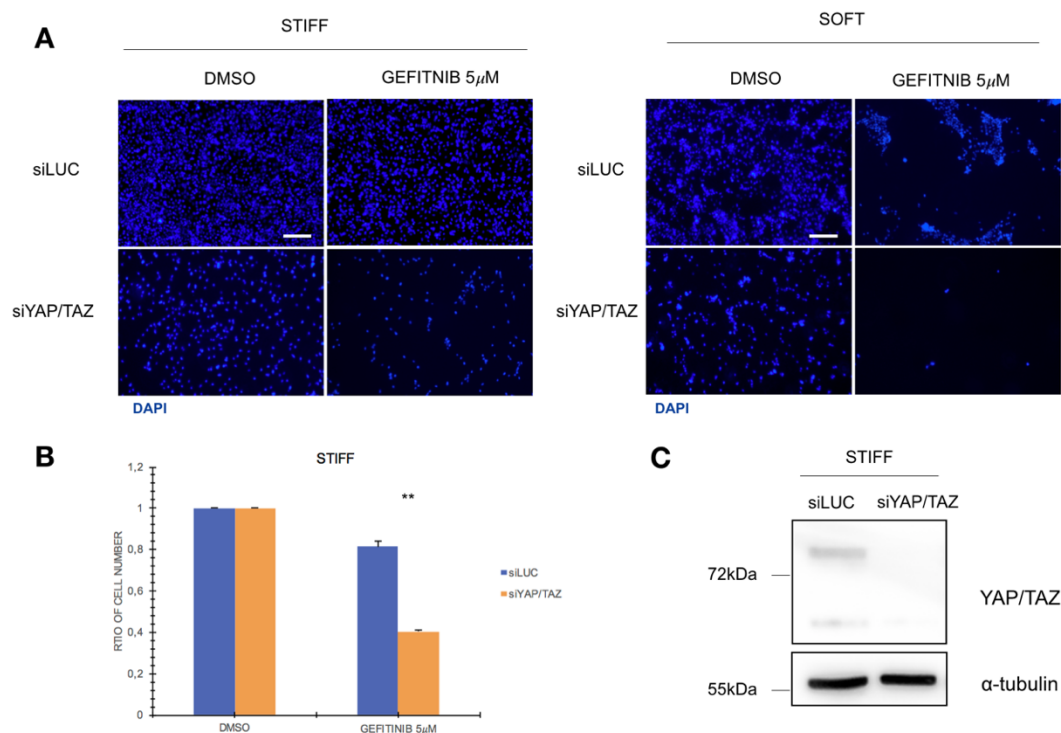 A
STIFF
DMSO
GEFITNIB 5µM
siLUC
siYAP/TAZ
DAPI
SOFT
DMSO
GEFITNIB 5µM
siLUC
siYAP/TAZ
DAPI
B
STIFF
RTIO OF CELL NUMBER
1,2
1
0,8
0,6
0,4
0,2
0
**
DMSO
GEFITINIB 5µM
siLUC
siYAP/TAZ
C
STIFF
siLUC siYAP/TAZ
72kDa
YAP/TAZ
55kDa
α-tubulin